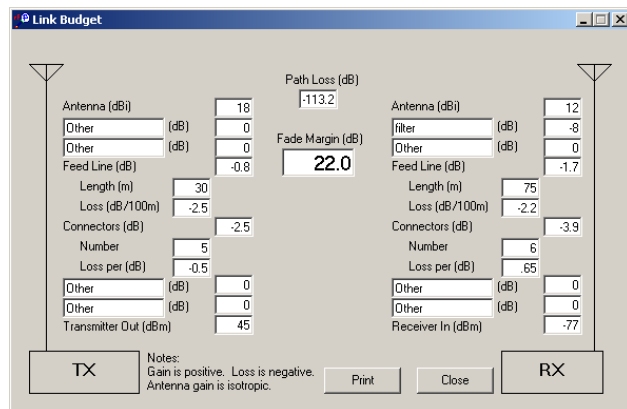 Link Budget
Path Loss (dB)
-113.2
Fade Margin (dB)
22.0
Antenna (dBi) 18
Other (dB) 0
Other (dB) 0
Feed Line (dB) -0.8
Length (m) 30
Loss (dB/100m) -2.5
Connectors (dB) -2.5
Number 5
Loss per (dB) -0.5
Other (dB) 0
Other (dB) 0
Transmitter Out (dBm) 45
TX
Antenna (dBi) 12
filter (dB) -8
Other (dB) 0
Feed Line (dB) -1.7
Length (m) 75
Loss (dB/100m) -2.2
Connectors (dB) -3.9
Number 6
Loss per (dB) .65
Other (dB) 0
Other (dB) 0
Receiver In (dBm) -77
RX
Notes:
Gain is positive. Loss is negative.
Antenna gain is isotropic.
Print
Close